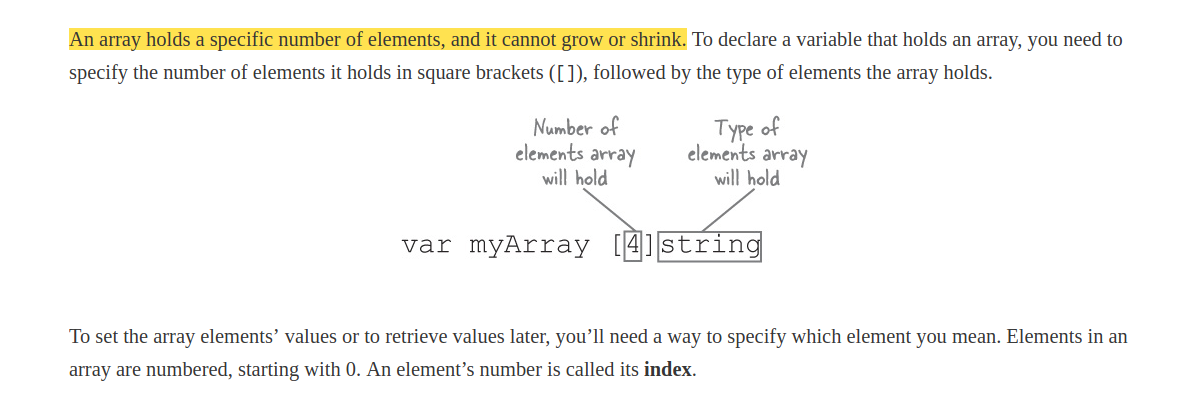 An array holds a specific number of elements, and it cannot grow or shrink. To declare a variable that holds an array, you need to
specify the number of elements it holds in square brackets ([]), followed by the type of elements the array holds.
Number of
elements array
will hold
Type of
elements array
will hold
var myArray [4]string
To set the array elements’ values or to retrieve values later, you’ll need a way to specify which element you mean. Elements in an
array are numbered, starting with 0. An element’s number is called its index.